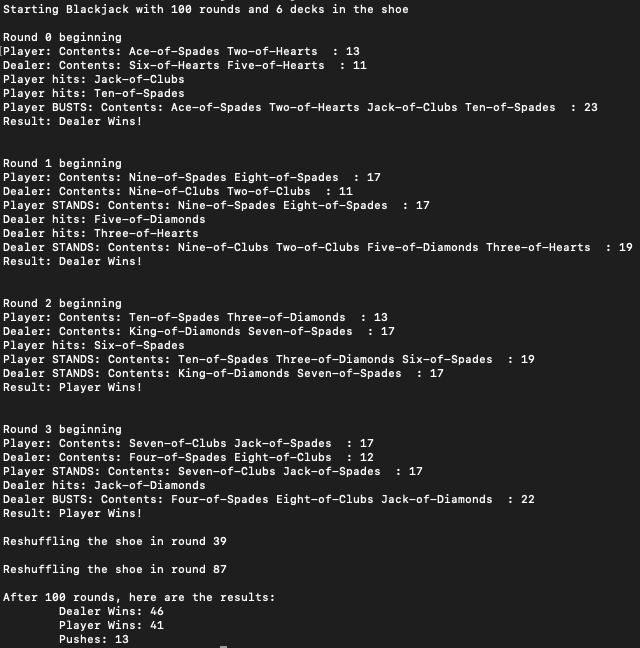 Starting Blackjack with 100 rounds and 6 decks in the shoe
Round 0 beginning
Player: Contents: Ace-of-Spades Two-of-Hearts  : 13
Dealer: Contents: Six-of-Hearts Five-of-Hearts  : 11
Player hits: Jack-of-Clubs
Player hits: Ten-of-Spades
Player BUSTS: Contents: Ace-of-Spades Two-of-Hearts Jack-of-Clubs Ten-of-Spades  : 23
Result: Dealer Wins!
Round 1 beginning
Player: Contents: Nine-of-Spades Eight-of-Spades  : 17
Dealer: Contents: Nine-of-Clubs Two-of-Clubs  : 11
Player STANDS: Contents: Nine-of-Spades Eight-of-Spades  : 17
Dealer hits: Five-of-Diamonds
Dealer hits: Three-of-Hearts
Dealer STANDS: Contents: Nine-of-Clubs Two-of-Clubs Five-of-Diamonds Three-of-Hearts  : 19
Result: Dealer Wins!
Round 2 beginning
Player: Contents: Ten-of-Spades Three-of-Diamonds  : 13
Dealer: Contents: King-of-Diamonds Seven-of-Spades  : 17
Player hits: Six-of-Spades
Player STANDS: Contents: Ten-of-Spades Three-of-Diamonds Six-of-Spades  : 19
Dealer STANDS: Contents: King-of-Diamonds Seven-of-Spades  : 17
Result: Player Wins!
Round 3 beginning
Player: Contents: Seven-of-Clubs Jack-of-Spades  : 17
Dealer: Contents: Four-of-Spades Eight-of-Clubs  : 12
Player STANDS: Contents: Seven-of-Clubs Jack-of-Spades  : 17
Dealer hits: Jack-of-Diamonds
Dealer BUSTS: Contents: Four-of-Spades Eight-of-Clubs Jack-of-Diamonds  : 22
Result: Player Wins!
Reshuffling the shoe in round 39
Reshuffling the shoe in round 87
After 100 rounds, here are the results:
Dealer Wins: 46
Player Wins: 41
Pushes: 13